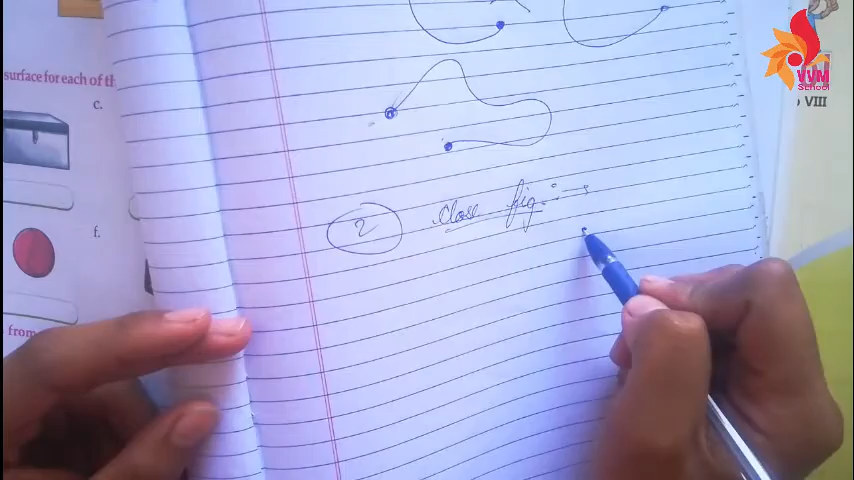 surface for each of th
c.
VVM
School
VIII
2 Close fig :→
f.
from